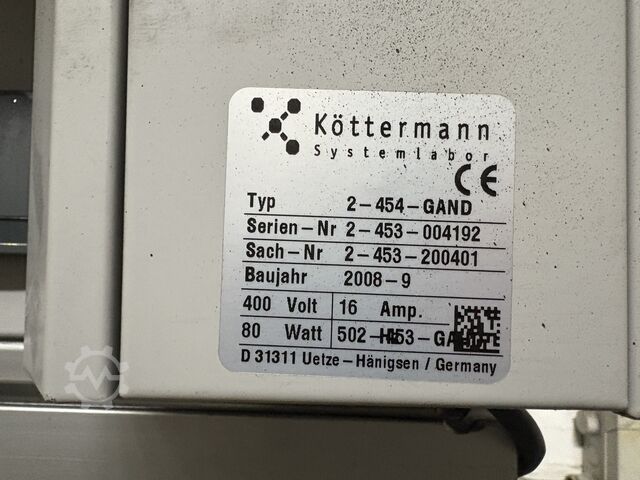 Köttermann
Systemlabor
CE
Typ 2-454-GAND
Serien-Nr 2-453-004192
Sach-Nr 2-453-200401
Baujahr 2008-9
400 Volt 16 Amp.
80 Watt 502-
D 31311 Uetze-Hänigsen / Germany